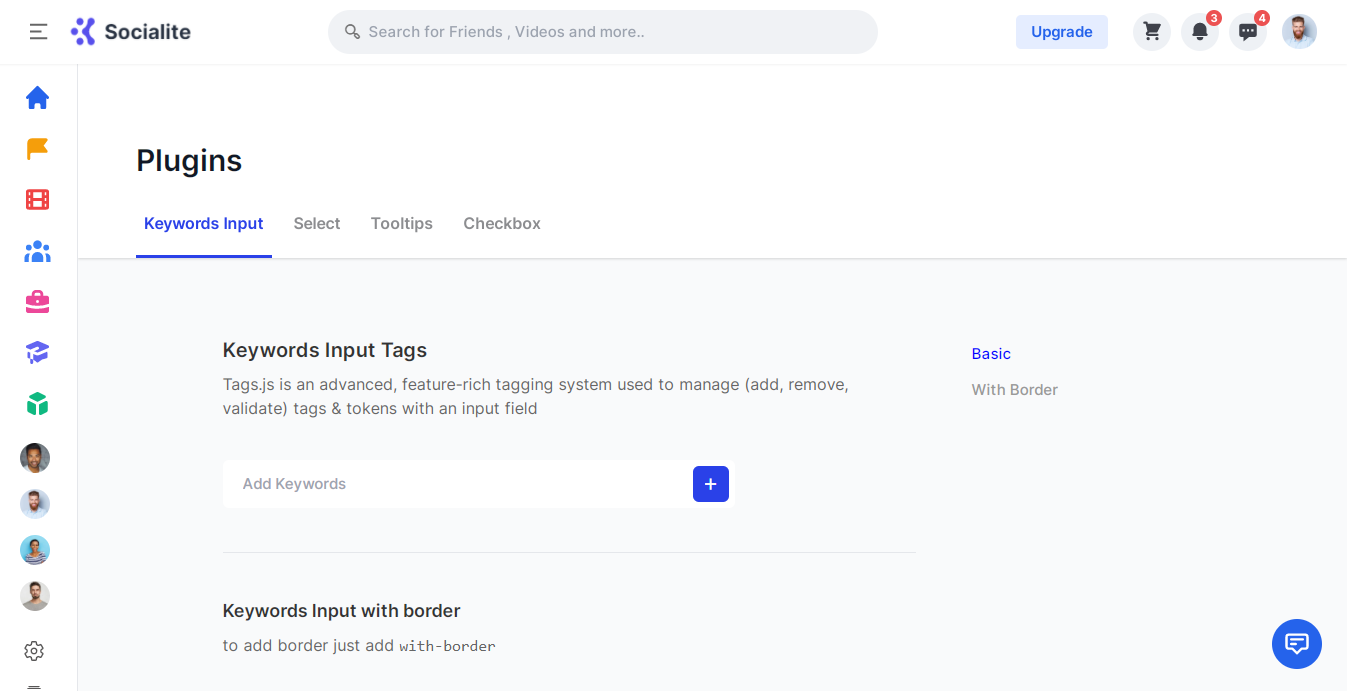 Socialite
Search for Friends , Videos and more..
Upgrade
3
4
Plugins
Keywords Input
Select
Tooltips
Checkbox
Keywords Input Tags
Tags.js is an advanced, feature-rich tagging system used to manage (add, remove,
validate) tags & tokens with an input field
Basic
With Border
Add Keywords
+
Keywords Input with border
to add border just add with-border